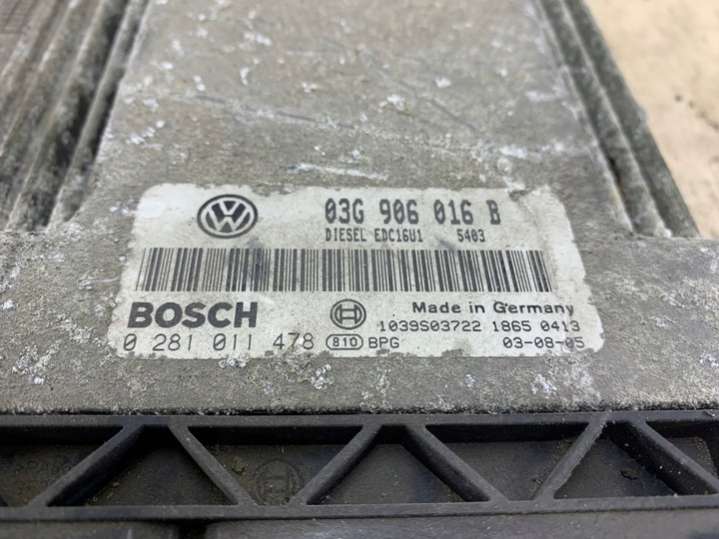 03G 906 016 B
DIESEL EDC16U1 5403
BOSCH
Made in Germany
1039S03722 1865 0413
0 281 011 478 810 BPG 03-08-05